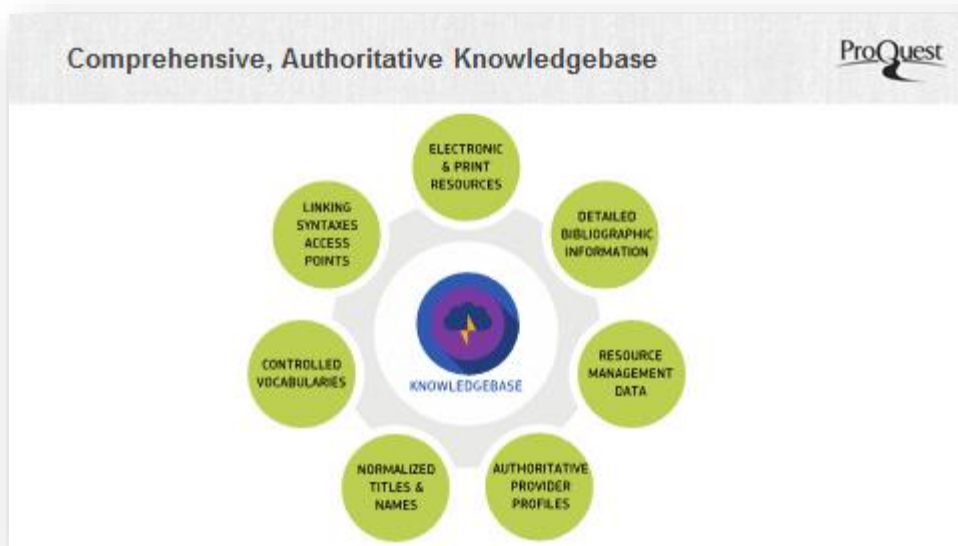 Comprehensive, Authoritative Knowledgebase
ProQuest
ELECTRONIC
& PRINT
RESOURCES
DETAILED
BIBLIOGRAPHIC
INFORMATION
RESOURCE
MANAGEMENT
DATA
AUTHORITATIVE
PROVIDER
PROFILES
NORMALIZED
TITLES &
NAMES
CONTROLLED
VOCABULARIES
LINKING
SYNTAXES
ACCESS
POINTS
KNOWLEDGEBASE